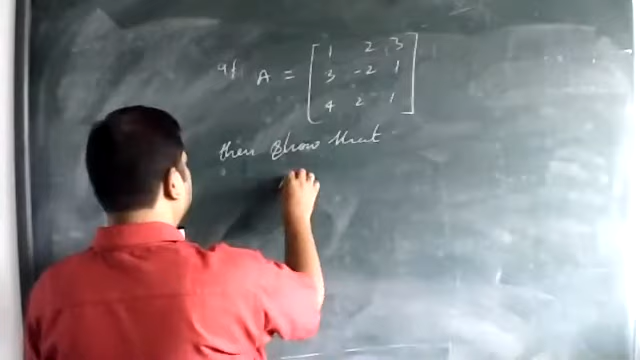 If A = [ 1 2 3
3 -2 1
4 2 1 ]
then show that